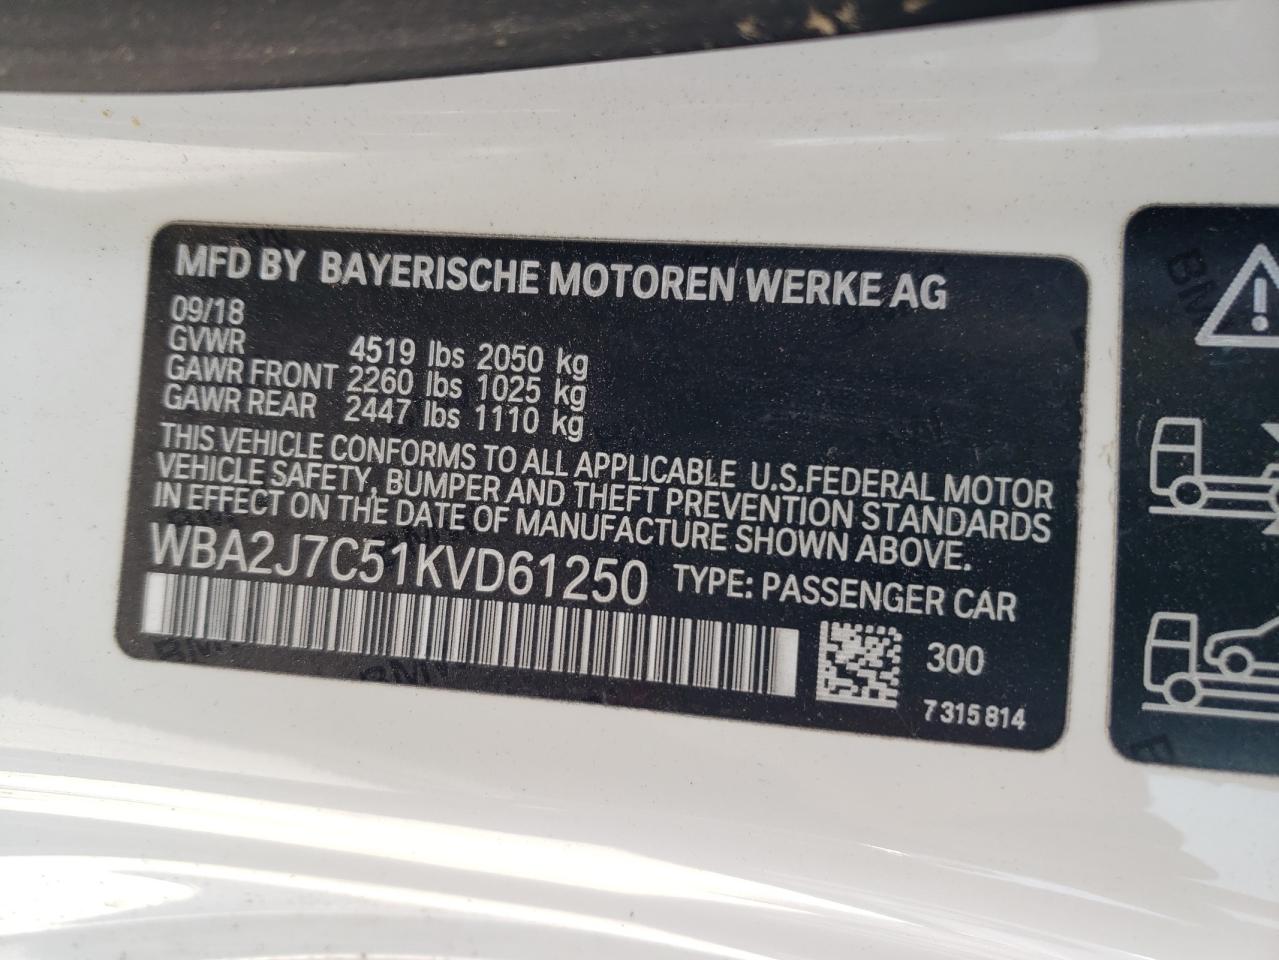 MFD BY BAYERISCHE MOTOREN WERKE AG
09/18
GVWR 4519 lbs 2050 kg
GAWR FRONT 2260 lbs 1025 kg
GAWR REAR 2447 lbs 1110 kg
THIS VEHICLE CONFORMS TO ALL APPLICABLE U.S.FEDERAL MOTOR
VEHICLE SAFETY, BUMPER AND THEFT PREVENTION STANDARDS
IN EFFECT ON THE DATE OF MANUFACTURE SHOWN ABOVE.
WBA2J7C51KVD61250 TYPE: PASSENGER CAR
300
7315814